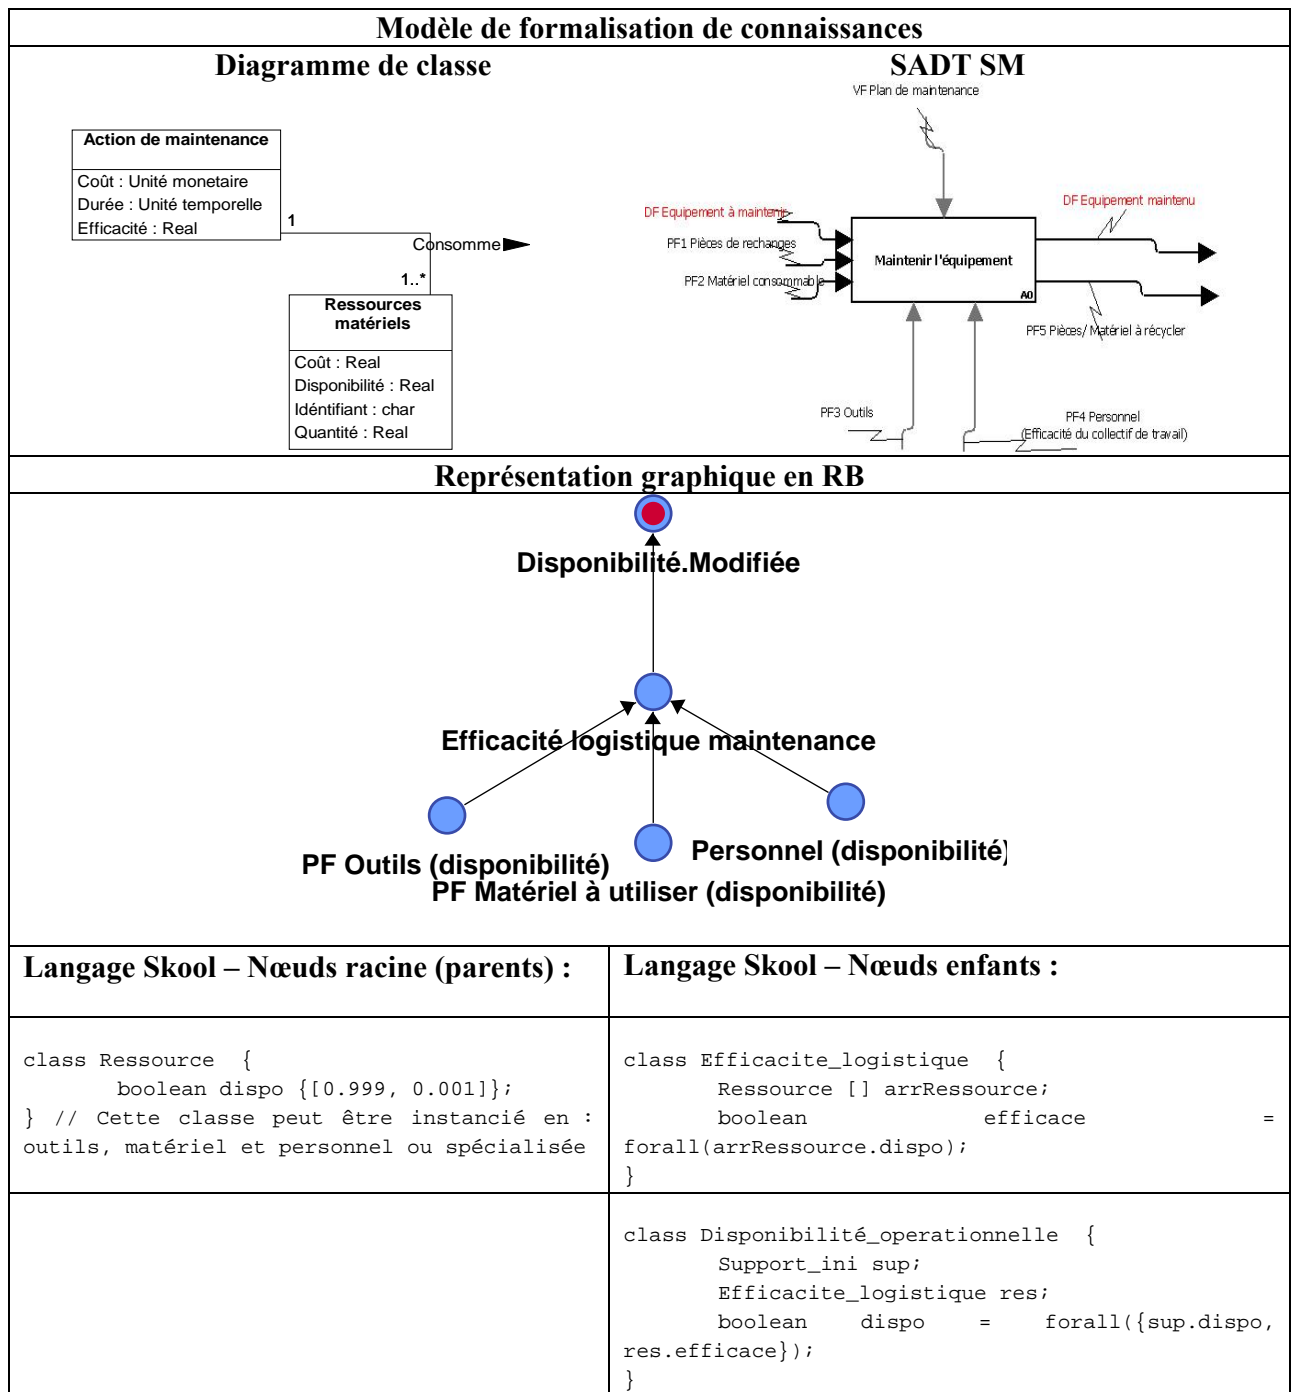 Modèle de formalisation de connaissances
Diagramme de classe
Action de maintenance
Coût : Unité monetaire
Durée : Unité temporelle
Efficacité : Real
1
Consomme
1..*
Ressources
matériels
Coût : Real
Disponibilité : Real
Idéntifiant : char
Quantité : Real
SADT SM
VF Plan de maintenance
DF Equipement à maintenir
PF1 Pièces de rechanges
PF2 Matériel consommable
Maintenir l'équipement
A0
DF Equipement maintenu
PF5 Pièces/ Matériel à récycler
PF3 Outils
PF4 Personnel
(Efficacité du collectif de travail)
Représentation graphique en RB
Disponibilité.Modifiée
Efficacité logistique maintenance
PF Outils (disponibilité)
Personnel (disponibilité)
PF Matériel à utiliser (disponibilité)
Langage Skool – Nœuds racine (parents) :
Langage Skool – Nœuds enfants :
class Ressource {
boolean dispo {[0.999, 0.001]};
} // Cette classe peut être instancié en :
outils, matériel et personnel ou spécialisée
class Efficacite_logistique {
Ressource [] arrRessource;
boolean efficace =
forall(arrRessource.dispo);
}
class Disponibilité_operationnelle {
Support_ini sup;
Efficacite_logistique res;
boolean dispo = forall({sup.dispo,
res.efficace});
}